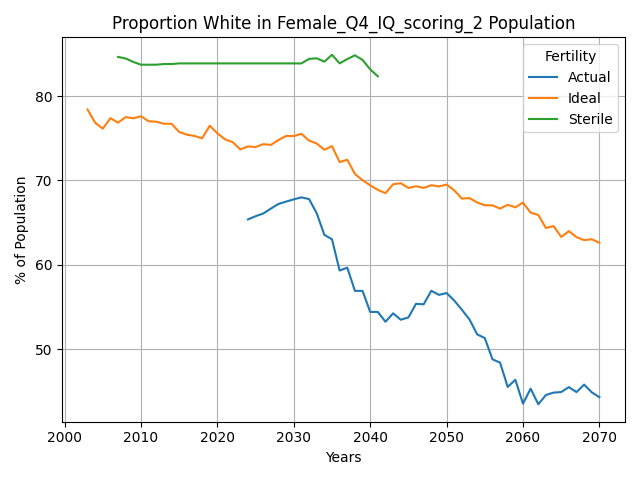 Proportion White in Female_Q4_IQ_scoring_2 Population
Fertility
Actual
Ideal
Sterile
% of Population
80
70
60
50
2000 2010 2020 2030 2040 2050 2060 2070
Years